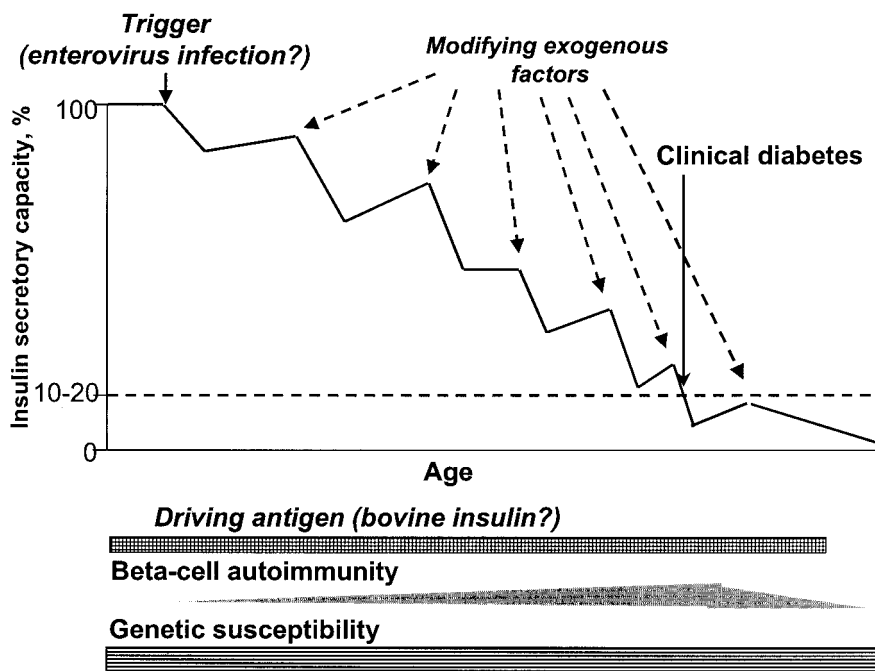 Trigger
(enterovirus infection?)
Modifying exogenous
factors
100
Clinical diabetes
Insulin secretory capacity, %
10-20
0
Age
Driving antigen (bovine insulin?)
Beta-cell autoimmunity
Genetic susceptibility